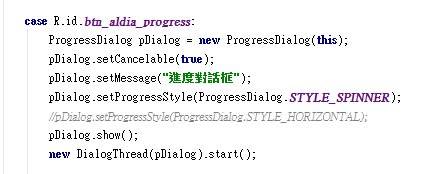 case R.id.btn_aldia_progress:
ProgressDialog pDialog = new ProgressDialog(this);
pDialog.setCancelable(true);
pDialog.setMessage("進度對話框");
pDialog.setProgressStyle(ProgressDialog.STYLE_SPINNER);
//pDialog.setProgressStyle(ProgressDialog.STYLE_HORIZONTAL);
pDialog.show();
new DialogThread(pDialog).start();